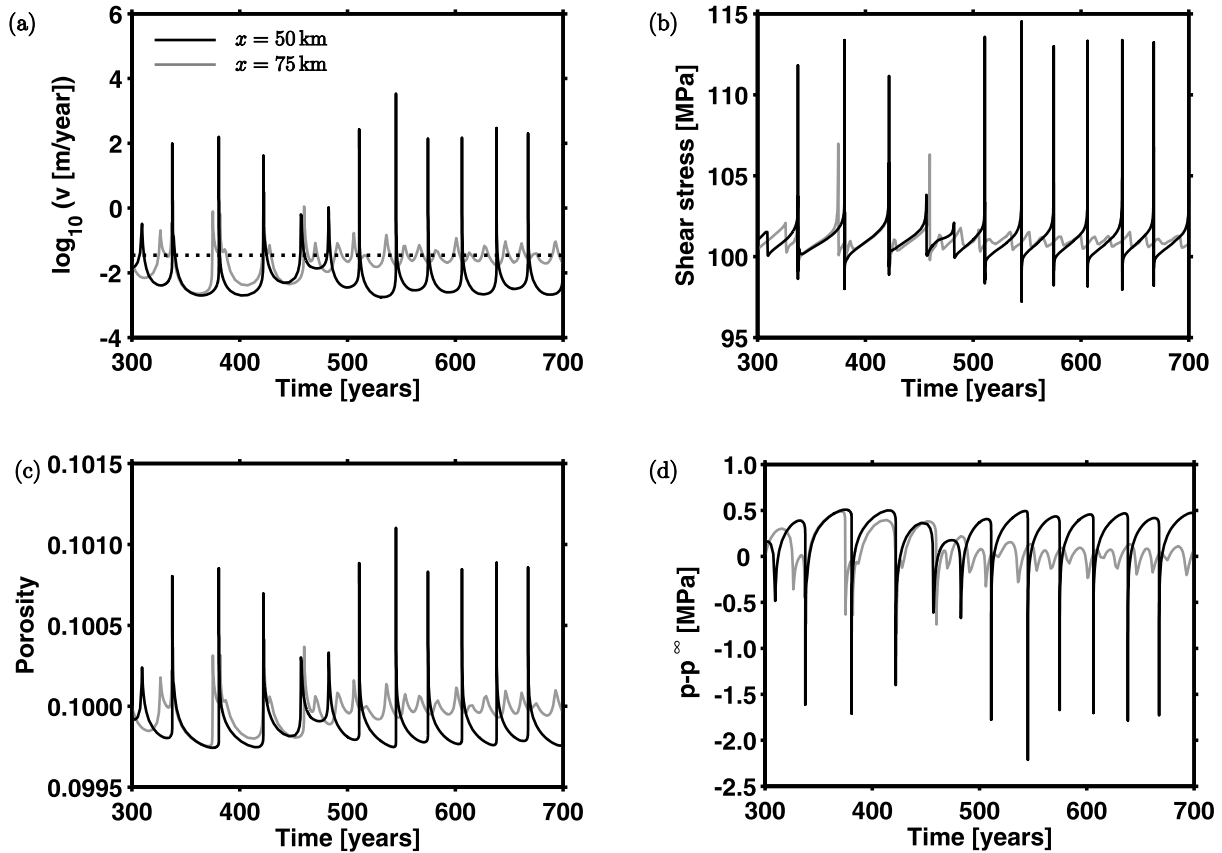 (a)
6
4
2
0
-2
-4
log10 (v [m/year])
x = 50 km
x = 75 km
300 400 500 600 700
Time [years]
(b)
115
110
105
100
95
Shear stress [MPa]
300 400 500 600 700
Time [years]
(c)
0.1015
0.1010
0.1005
0.1000
0.0995
Porosity
300 400 500 600 700
Time [years]
(d)
1.0
0.5
0
-0.5
-1.0
-1.5
-2.0
-2.5
p-p∞ [MPa]
300 400 500 600 700
Time [years]